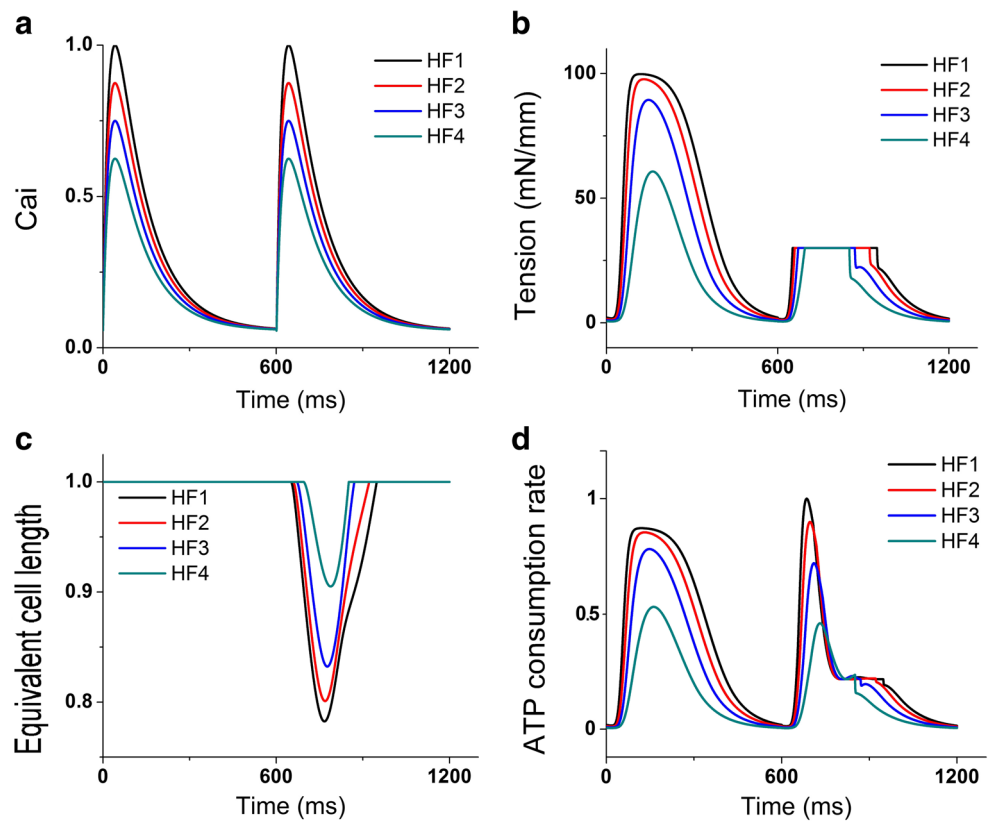 a
1.0
0.5
0.0
Cai
0
600
1200
Time (ms)
HF1
HF2
HF3
HF4
b
100
50
0
Tension (mN/mm)
0
600
1200
Time (ms)
HF1
HF2
HF3
HF4
c
1.0
0.9
0.8
Equivalent cell length
0
600
1200
Time (ms)
HF1
HF2
HF3
HF4
d
1
0.5
0
ATP consumption rate
0
600
1200
Time (ms)
HF1
HF2
HF3
HF4